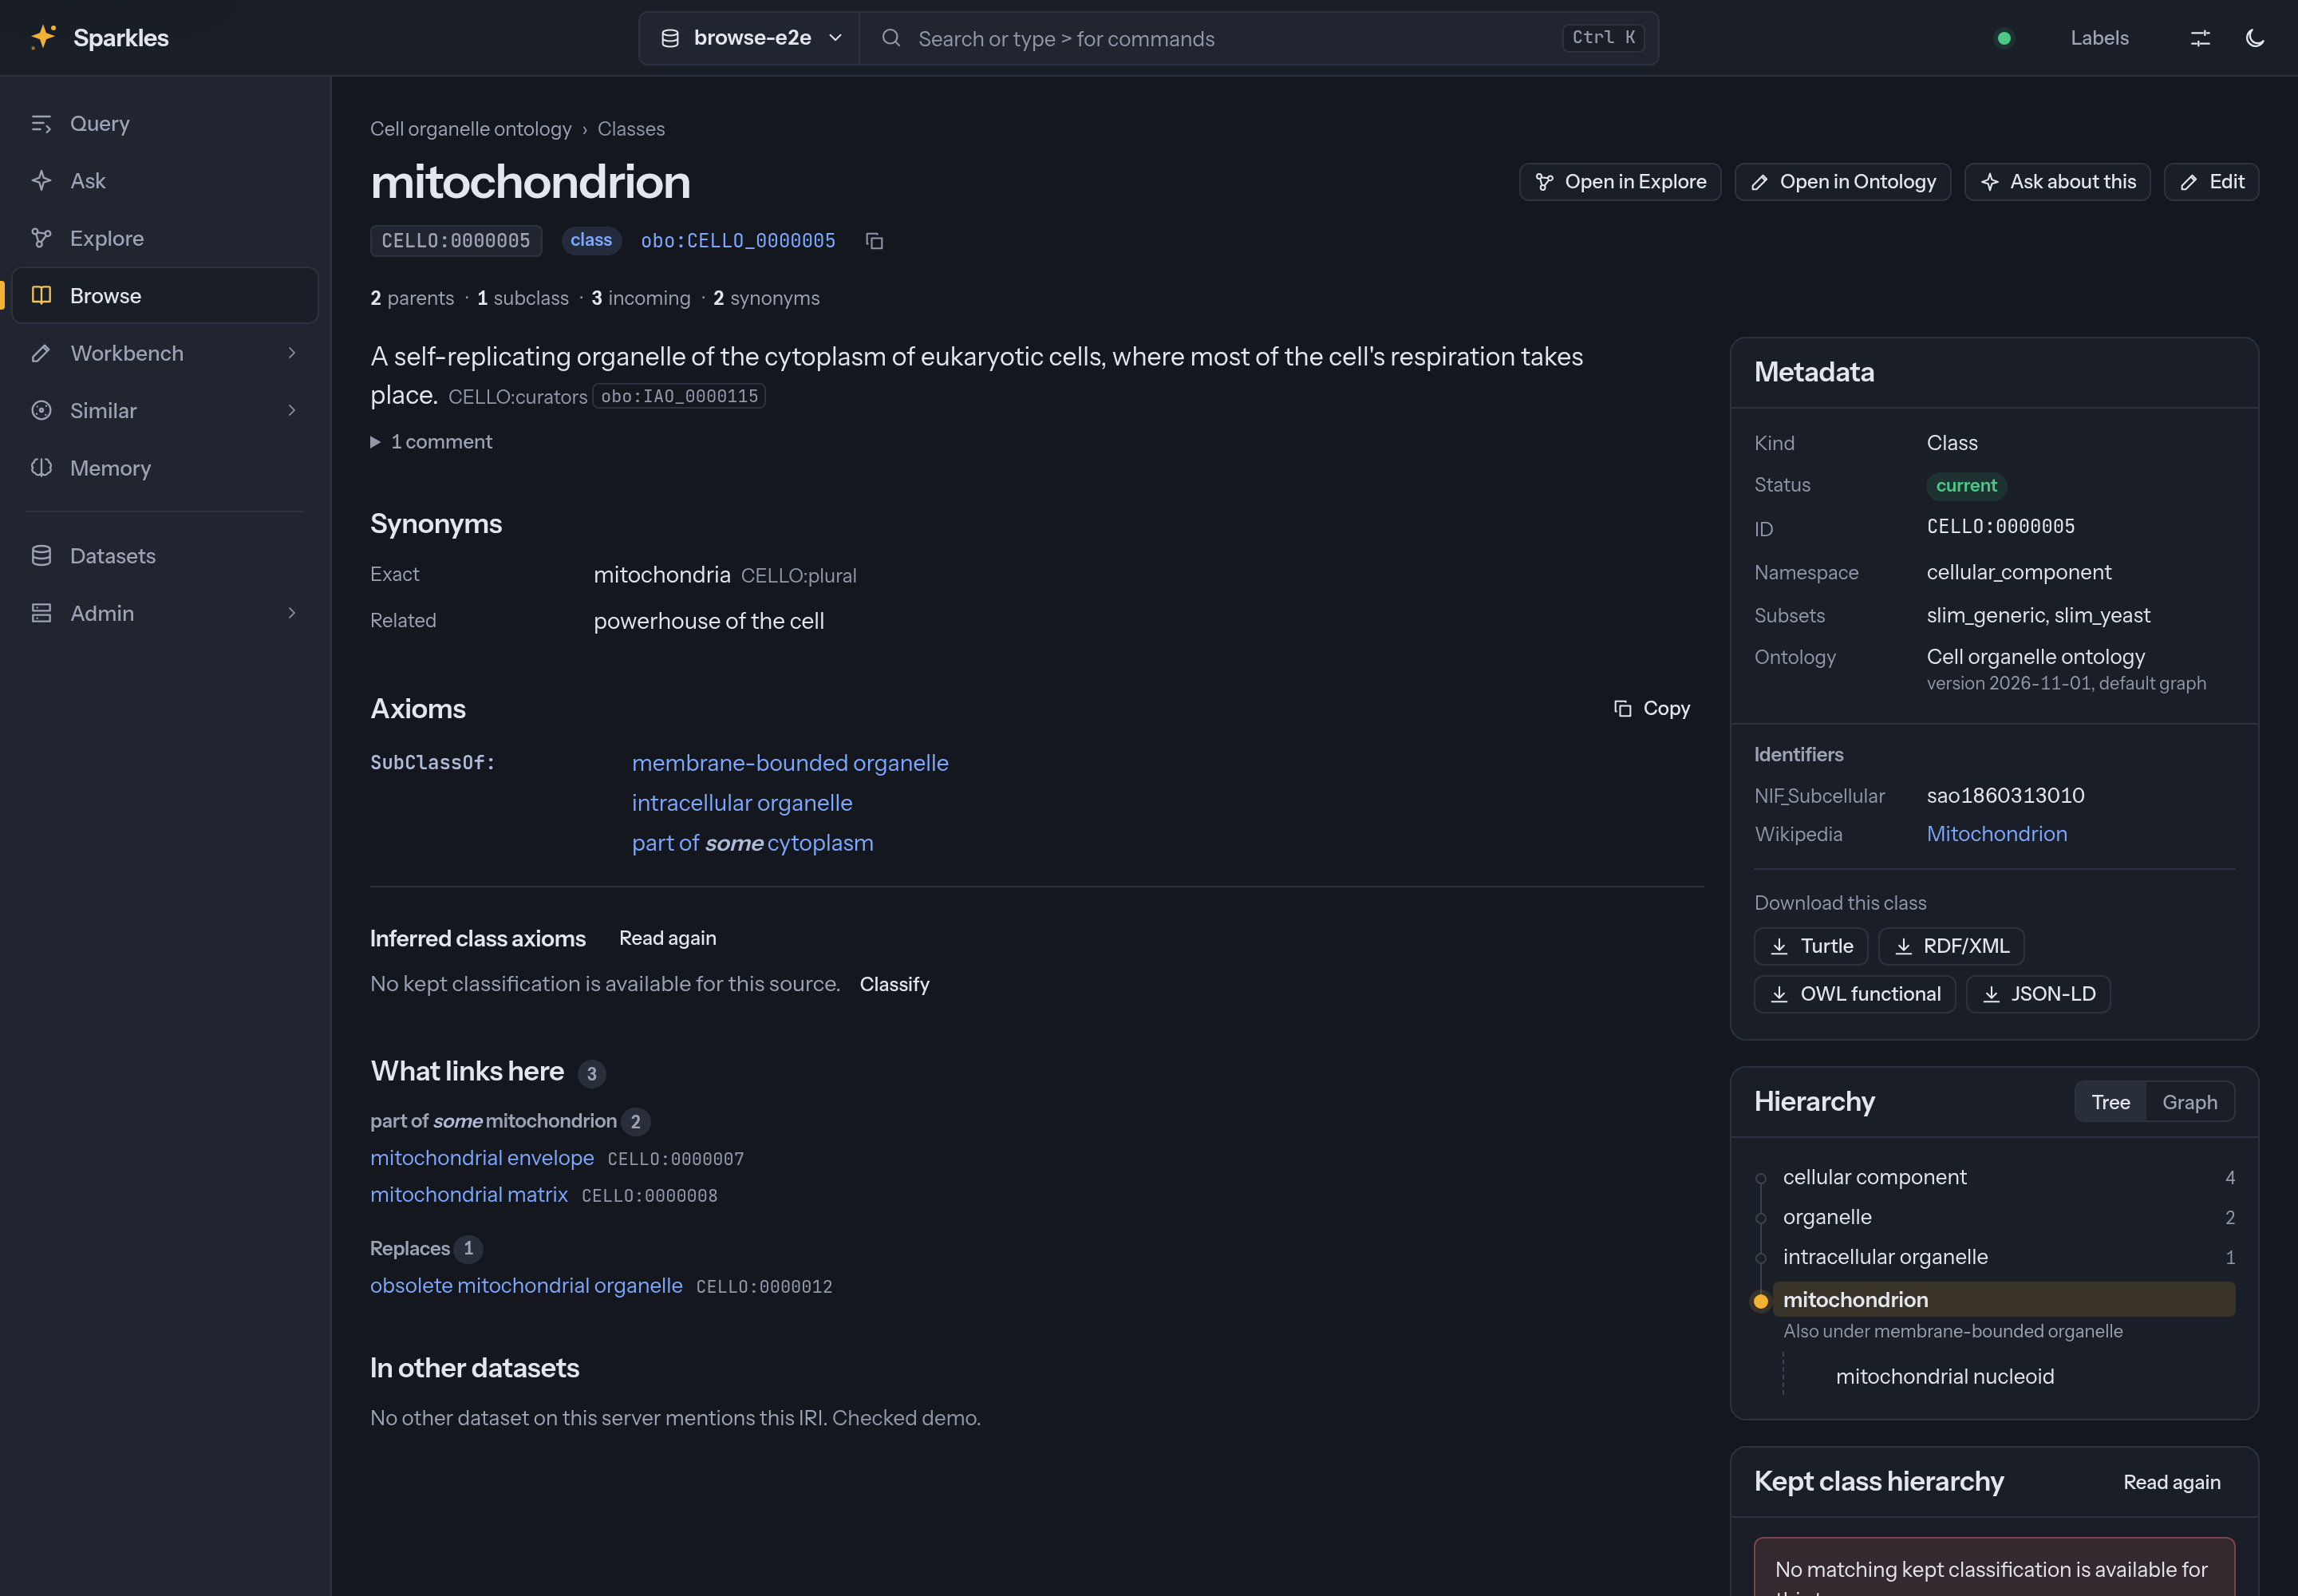 Sparkles
browse-e2e
Search or type > for commands
Ctrl K
Labels
Query
Ask
Explore
Browse
Workbench
Similar
Memory
Datasets
Admin
Cell organelle ontology › Classes
mitochondrion
Open in Explore
Open in Ontology
Ask about this
Edit
CELLO:0000005 class obo:CELLO_0000005
2 parents · 1 subclass · 3 incoming · 2 synonyms
A self-replicating organelle of the cytoplasm of eukaryotic cells, where most of the cell's respiration takes
place. CELLO:curators obo:IAO_0000115
1 comment
Synonyms
Exact mitochondria CELLO:plural
Related powerhouse of the cell
Axioms
Copy
SubClassOf: membrane-bounded organelle
intracellular organelle
part of some cytoplasm
Inferred class axioms Read again
No kept classification is available for this source. Classify
What links here 3
part of some mitochondrion 2
mitochondrial envelope CELLO:0000007
mitochondrial matrix CELLO:0000008
Replaces 1
obsolete mitochondrial organelle CELLO:0000012
In other datasets
No other dataset on this server mentions this IRI. Checked demo.
Metadata
Kind Class
Status current
ID CELLO:0000005
Namespace cellular_component
Subsets slim_generic, slim_yeast
Ontology Cell organelle ontology
version 2026-11-01, default graph
Identifiers
NIF_Subcellular sao1860313010
Wikipedia Mitochondrion
Download this class
Turtle RDF/XML
OWL functional JSON-LD
Hierarchy
Tree Graph
cellular component 4
organelle 2
intracellular organelle 1
mitochondrion
Also under membrane-bounded organelle
mitochondrial nucleoid
Kept class hierarchy Read again
No matching kept classification is available for